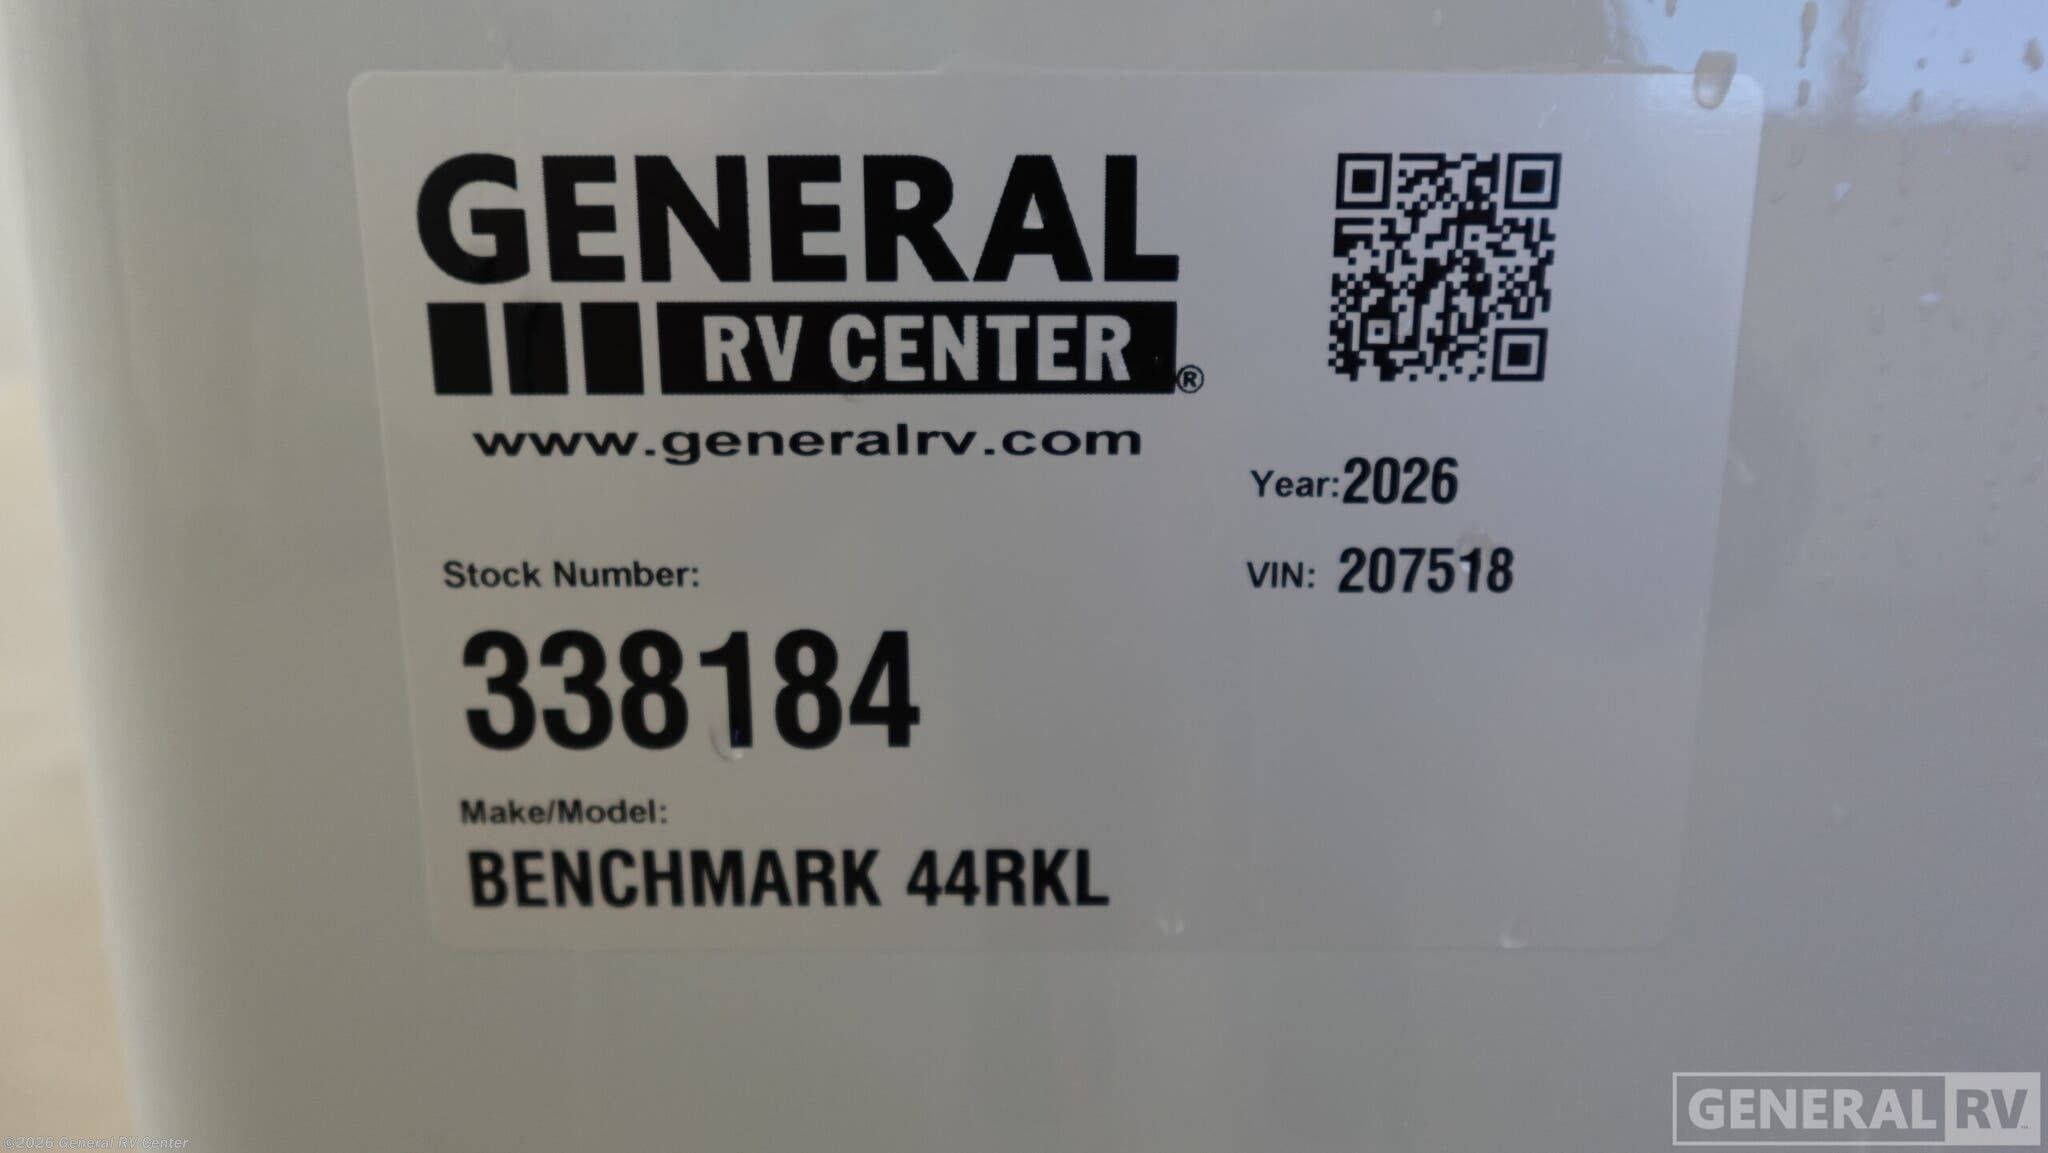 GENERAL
RV CENTER®
www.generalrv.com
Year: 2026
VIN: 207518
Stock Number:
338184
Make/Model:
BENCHMARK 44RKL
GENERAL RV™
©2026 General RV Center